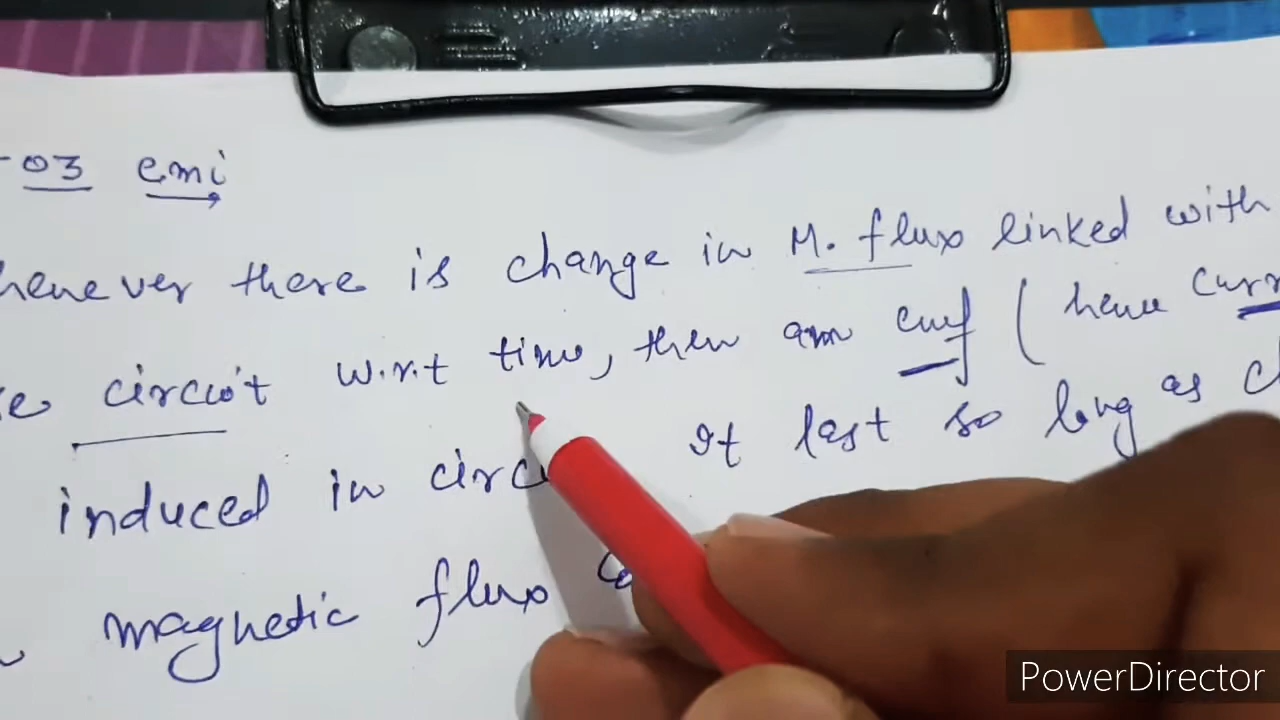 -03 emi
henever there is change in M. flux linked with
circuit w.r.t time, then an emf ( hence Curr
induced in circ It last so long as c
magnetic flux
PowerDirector